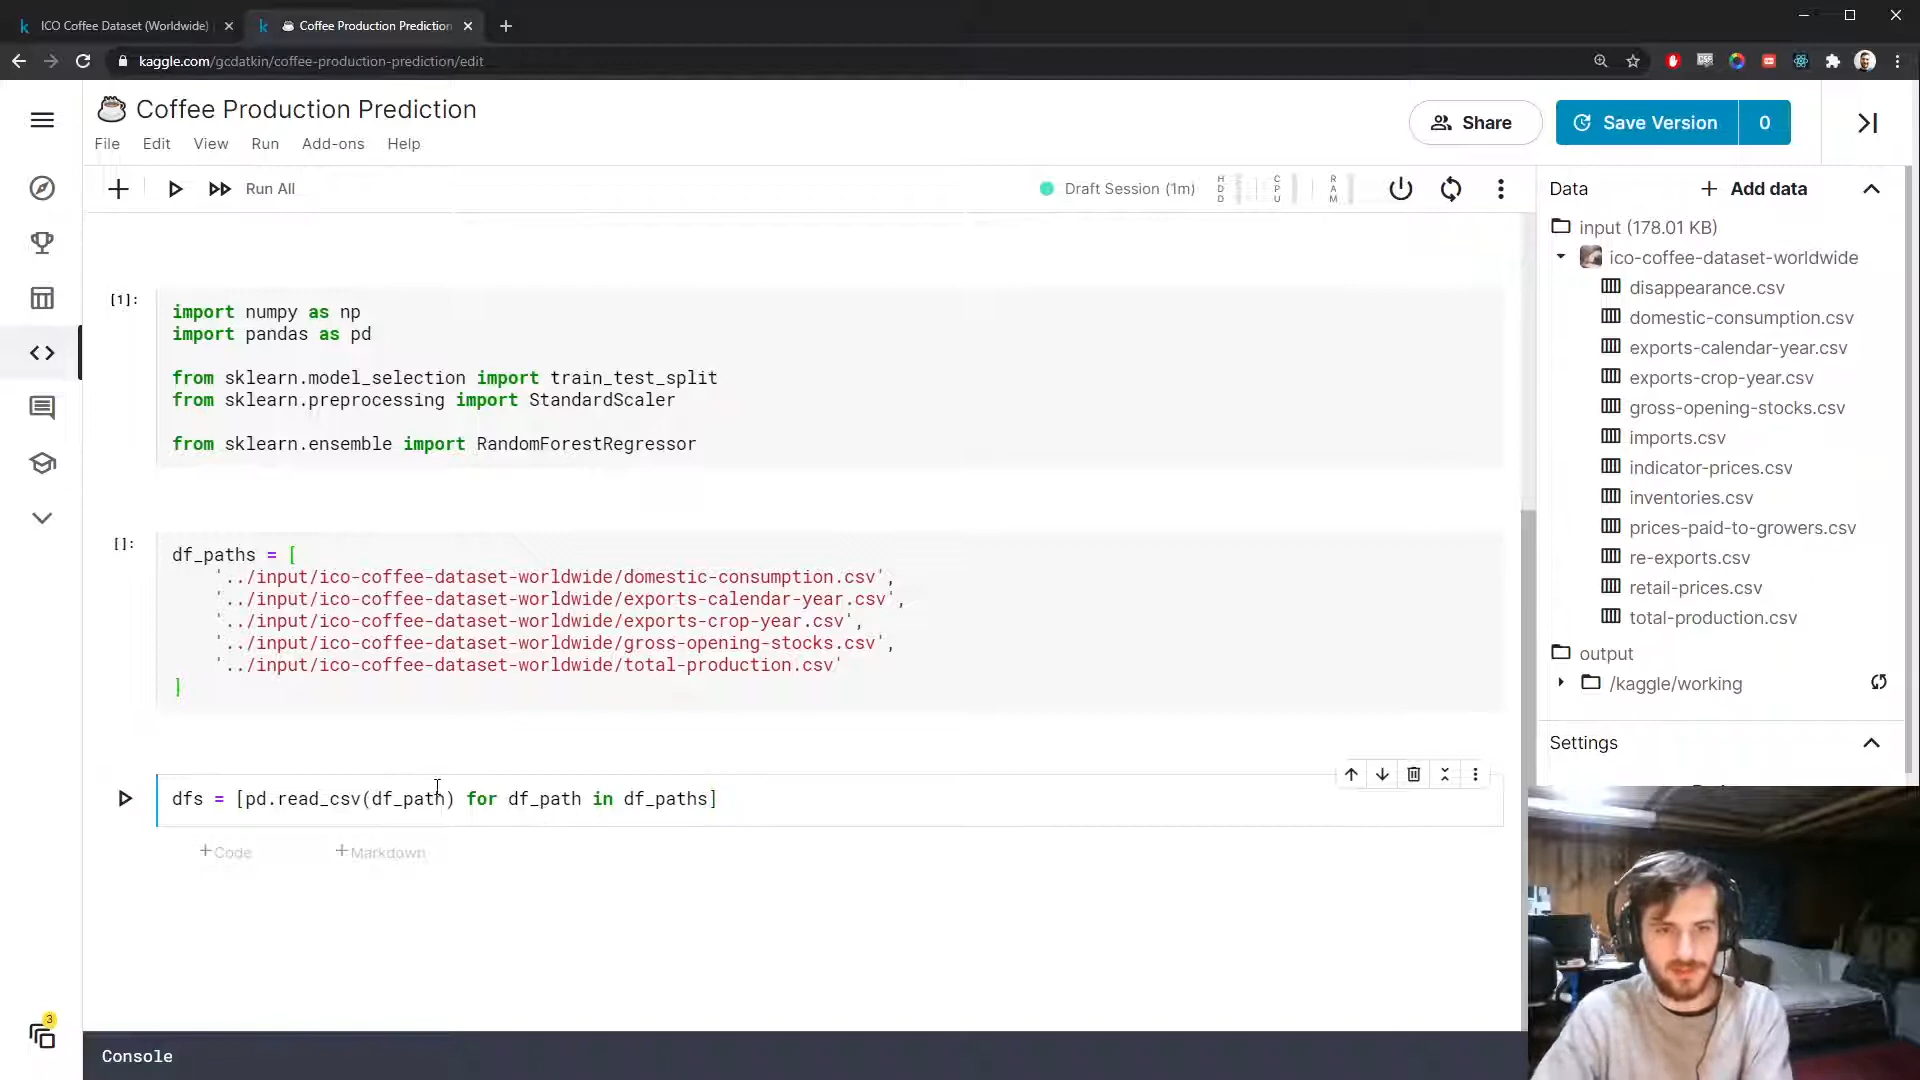 ICO Coffee Dataset (Worldwide)
Coffee Production Prediction
kaggle.com/gcdatkin/coffee-production-prediction/edit
Coffee Production Prediction
File Edit View Run Add-ons Help
Share
Save Version 0
Run All
Draft Session (1m)
HDD
CPU
RAM
Data
Add data
input (178.01 KB)
ico-coffee-dataset-worldwide
disappearance.csv
domestic-consumption.csv
exports-calendar-year.csv
exports-crop-year.csv
gross-opening-stocks.csv
imports.csv
indicator-prices.csv
inventories.csv
prices-paid-to-growers.csv
re-exports.csv
retail-prices.csv
total-production.csv
output
/kaggle/working
Settings
[1]:
import numpy as np
import pandas as pd
from sklearn.model_selection import train_test_split
from sklearn.preprocessing import StandardScaler
from sklearn.ensemble import RandomForestRegressor
[]:
df_paths = [
'../input/ico-coffee-dataset-worldwide/domestic-consumption.csv',
'../input/ico-coffee-dataset-worldwide/exports-calendar-year.csv',
'../input/ico-coffee-dataset-worldwide/exports-crop-year.csv',
'../input/ico-coffee-dataset-worldwide/gross-opening-stocks.csv',
'../input/ico-coffee-dataset-worldwide/total-production.csv'
]
dfs = [pd.read_csv(df_path) for df_path in df_paths]
+Code +Markdown
3
Console